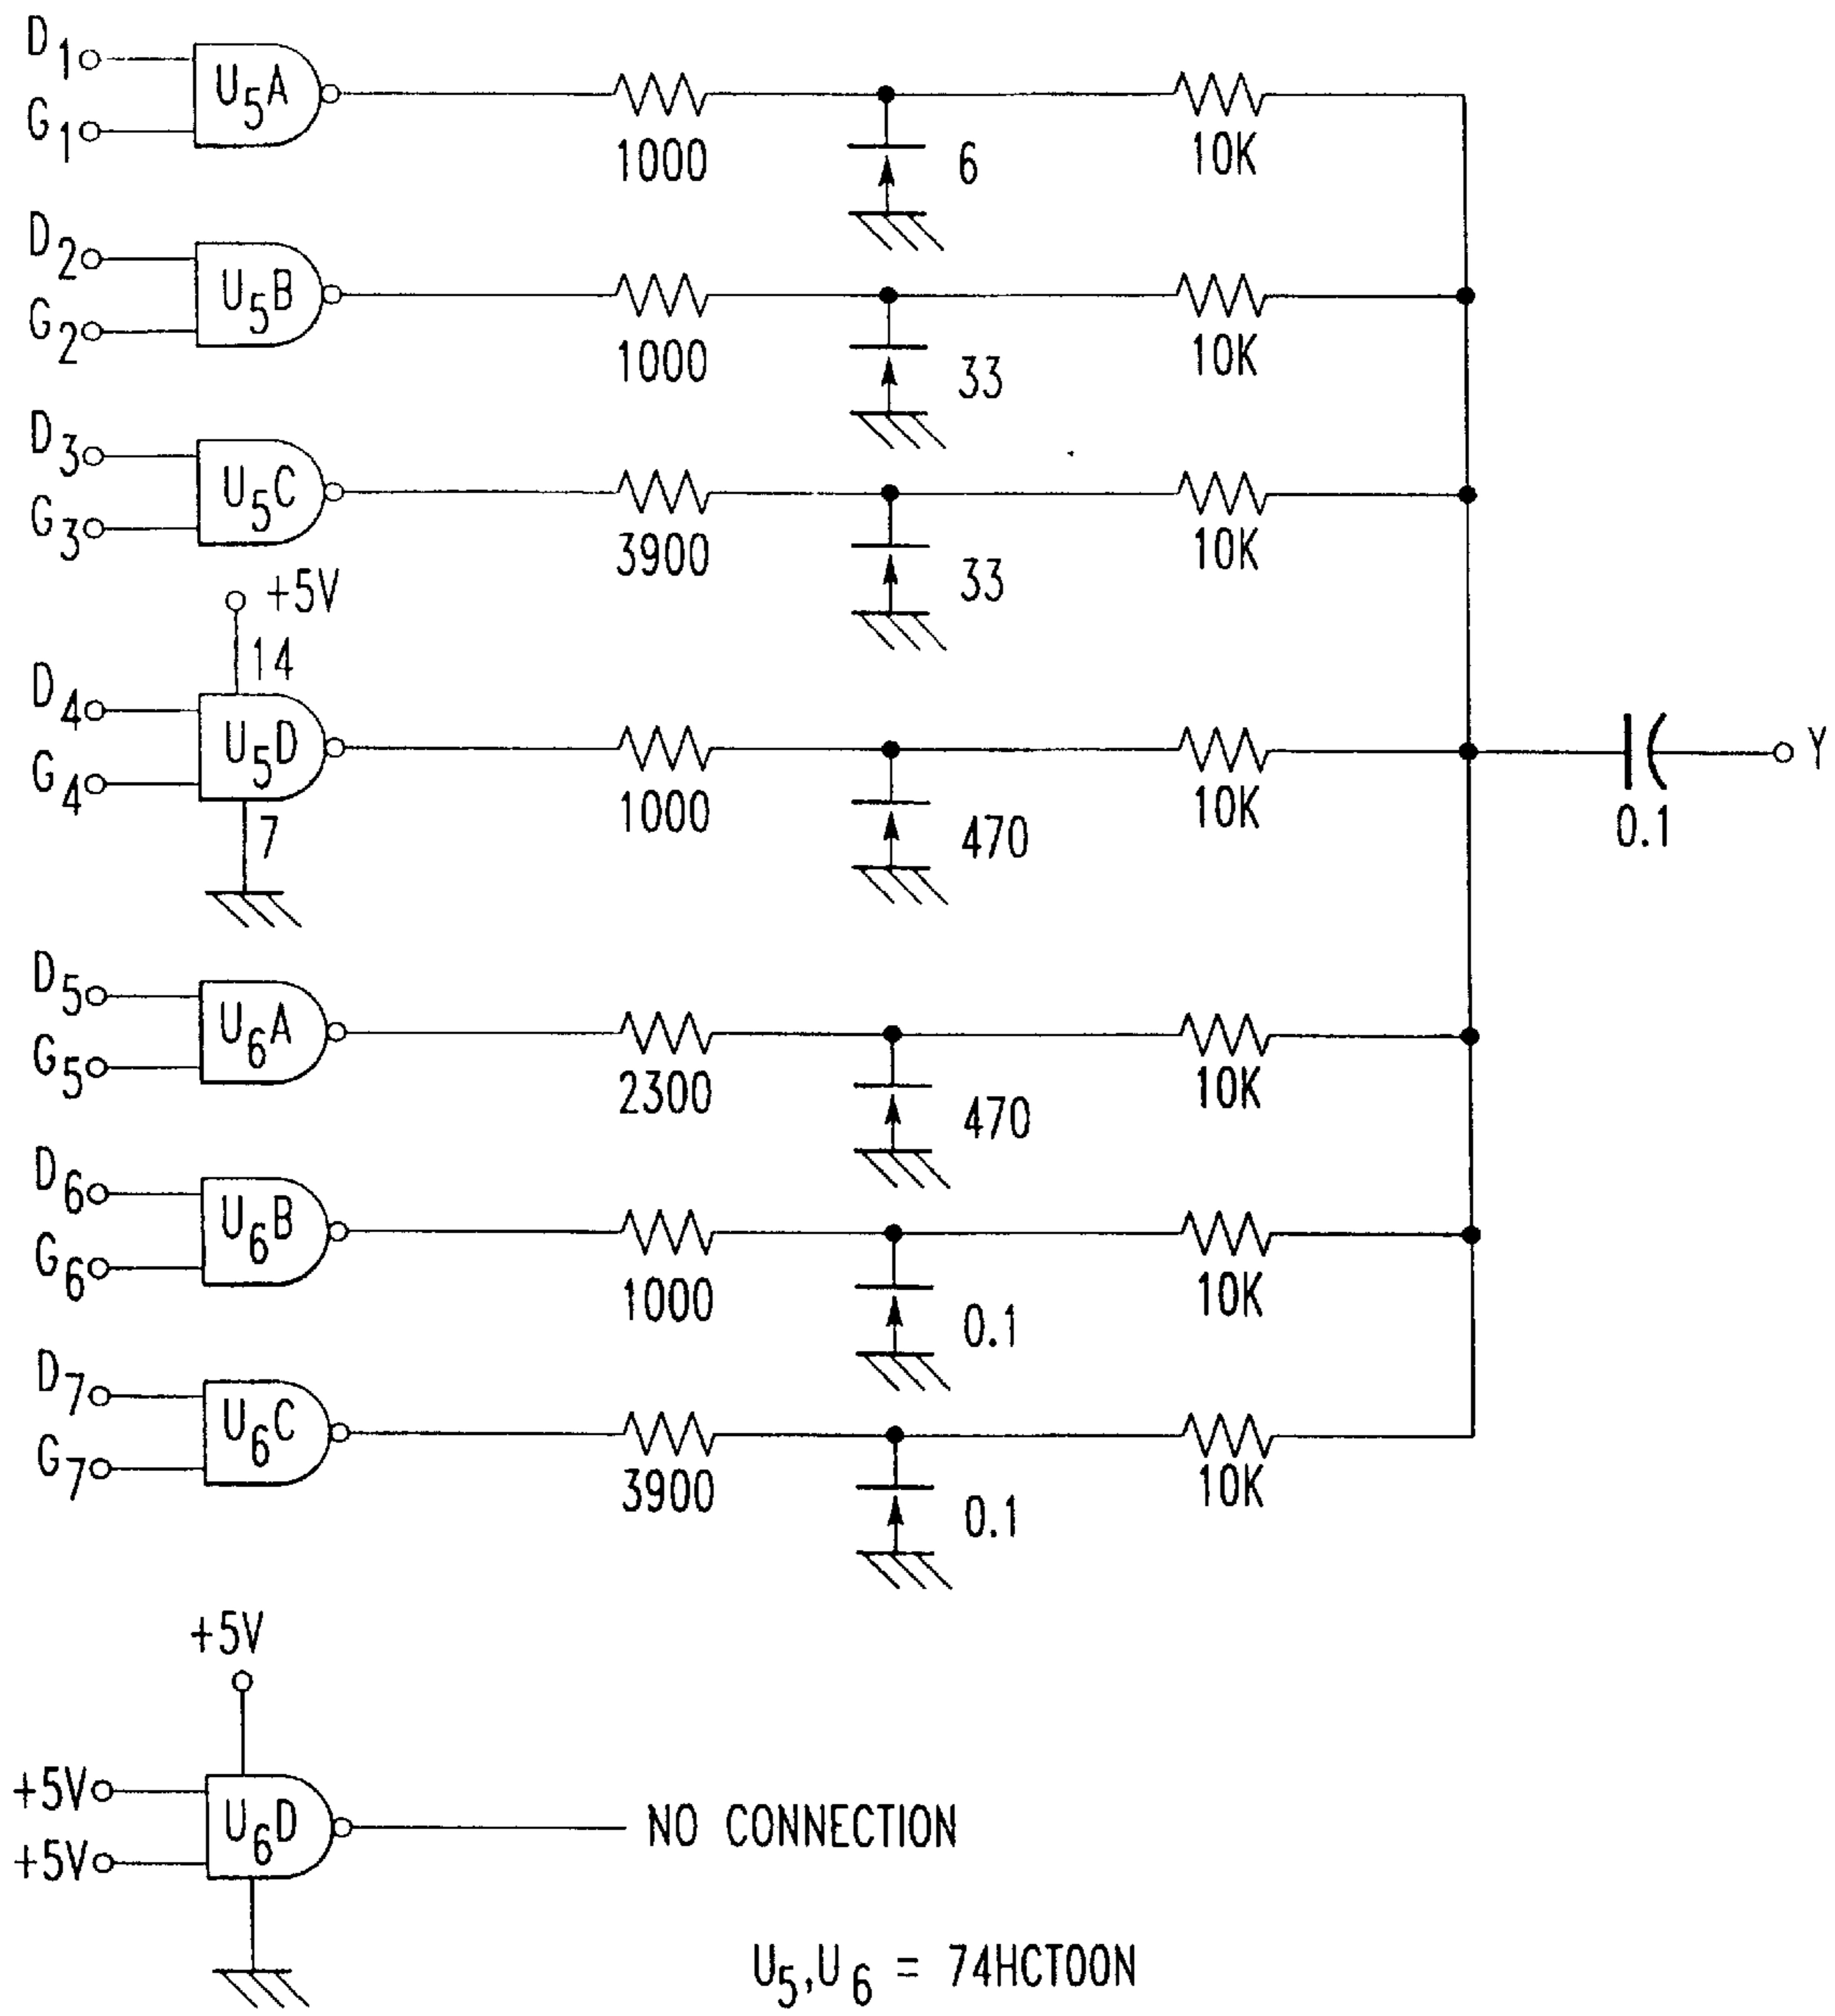 D1
G1
U5A
1000
6
10K
D2
G2
U5B
1000
33
10K
D3
G3
U5C
3900
33
10K
+5V
14
D4
G4
U5D
7
1000
470
10K
0.1
Y
D5
G5
U6A
2300
470
10K
D6
G6
U6B
1000
0.1
10K
D7
G7
U6C
3900
0.1
10K
+5V
+5V
+5V
U6D
NO CONNECTION
U5,U6 = 74HCT00N